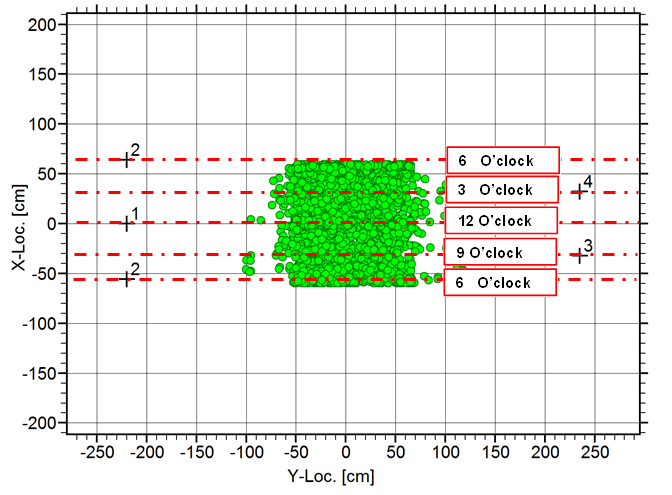 200
150
100
50
0
-50
-100
-150
-200
X-Loc. [cm]
2
6 O'clock
3 O'clock
4
1
12 O'clock
9 O'clock
3
2
6 O'clock
-250 -200 -150 -100 -50 0 50 100 150 200 250
Y-Loc. [cm]